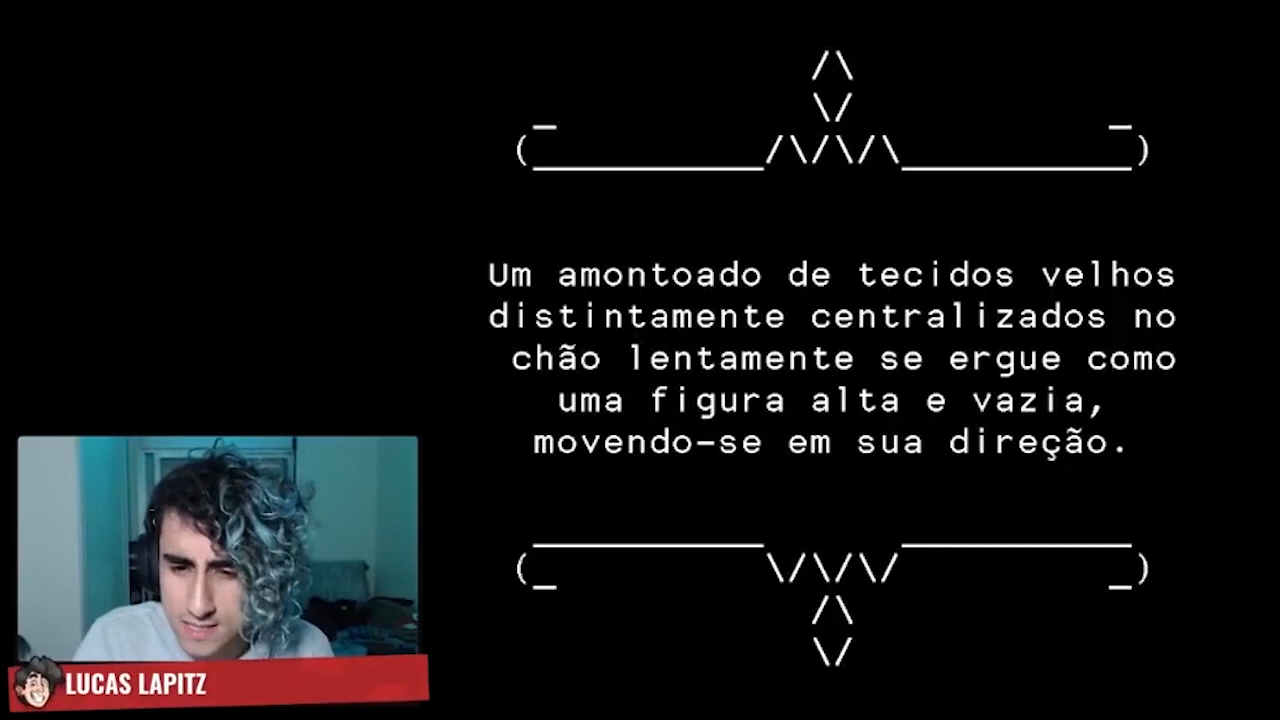 Um amontoado de tecidos velhos
distintamente centralizados no
chão lentamente se ergue como
uma figura alta e vazia,
movendo-se em sua direção.
LUCAS LAPITZ